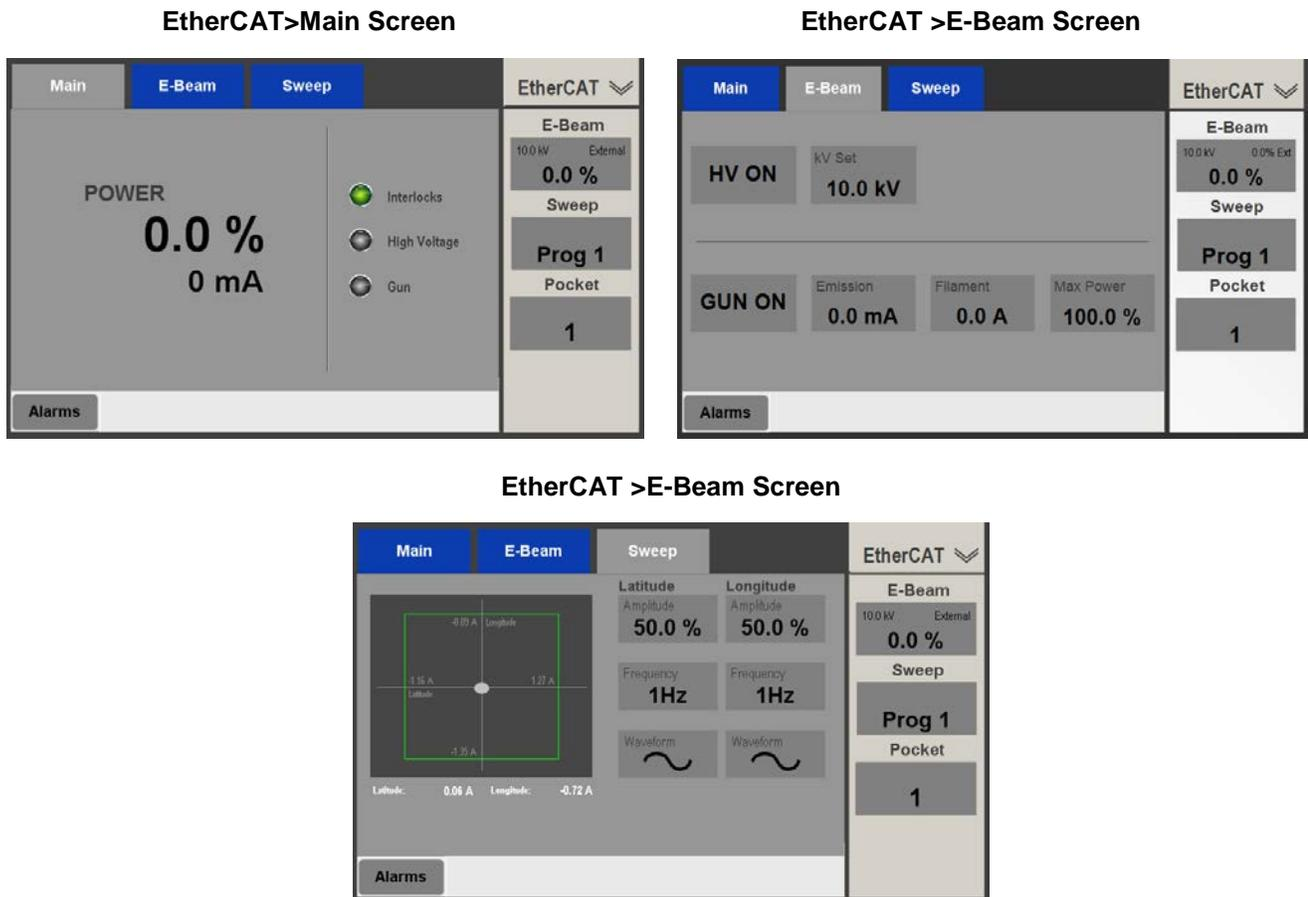 EtherCAT>Main Screen
EtherCAT >E-Beam Screen
Main E-Beam Sweep EtherCAT
E-Beam
10.0 kV External
0.0 %
Sweep
Prog 1
Pocket
1
POWER
0.0 %
0 mA
Interlocks
High Voltage
Gun
Alarms
Main E-Beam Sweep EtherCAT
E-Beam
10.0 kV 0.0% Ext
0.0 %
Sweep
Prog 1
Pocket
1
HV ON
kV Set
10.0 kV
GUN ON
Emission Filament Max Power
0.0 mA 0.0 A 100.0 %
Alarms
EtherCAT >E-Beam Screen
Main E-Beam Sweep EtherCAT
E-Beam
10.0 kV External
0.0 %
Sweep
Prog 1
Pocket
1
Latitude Longitude
Amplitude Amplitude
50.0 % 50.0 %
Frequency Frequency
1Hz 1Hz
Waveform Waveform
Longitude
-1.16 A 1.27 A
Latitude
-1.35 A
Latitude: 0.06 A Longitude: -0.72 A
Alarms